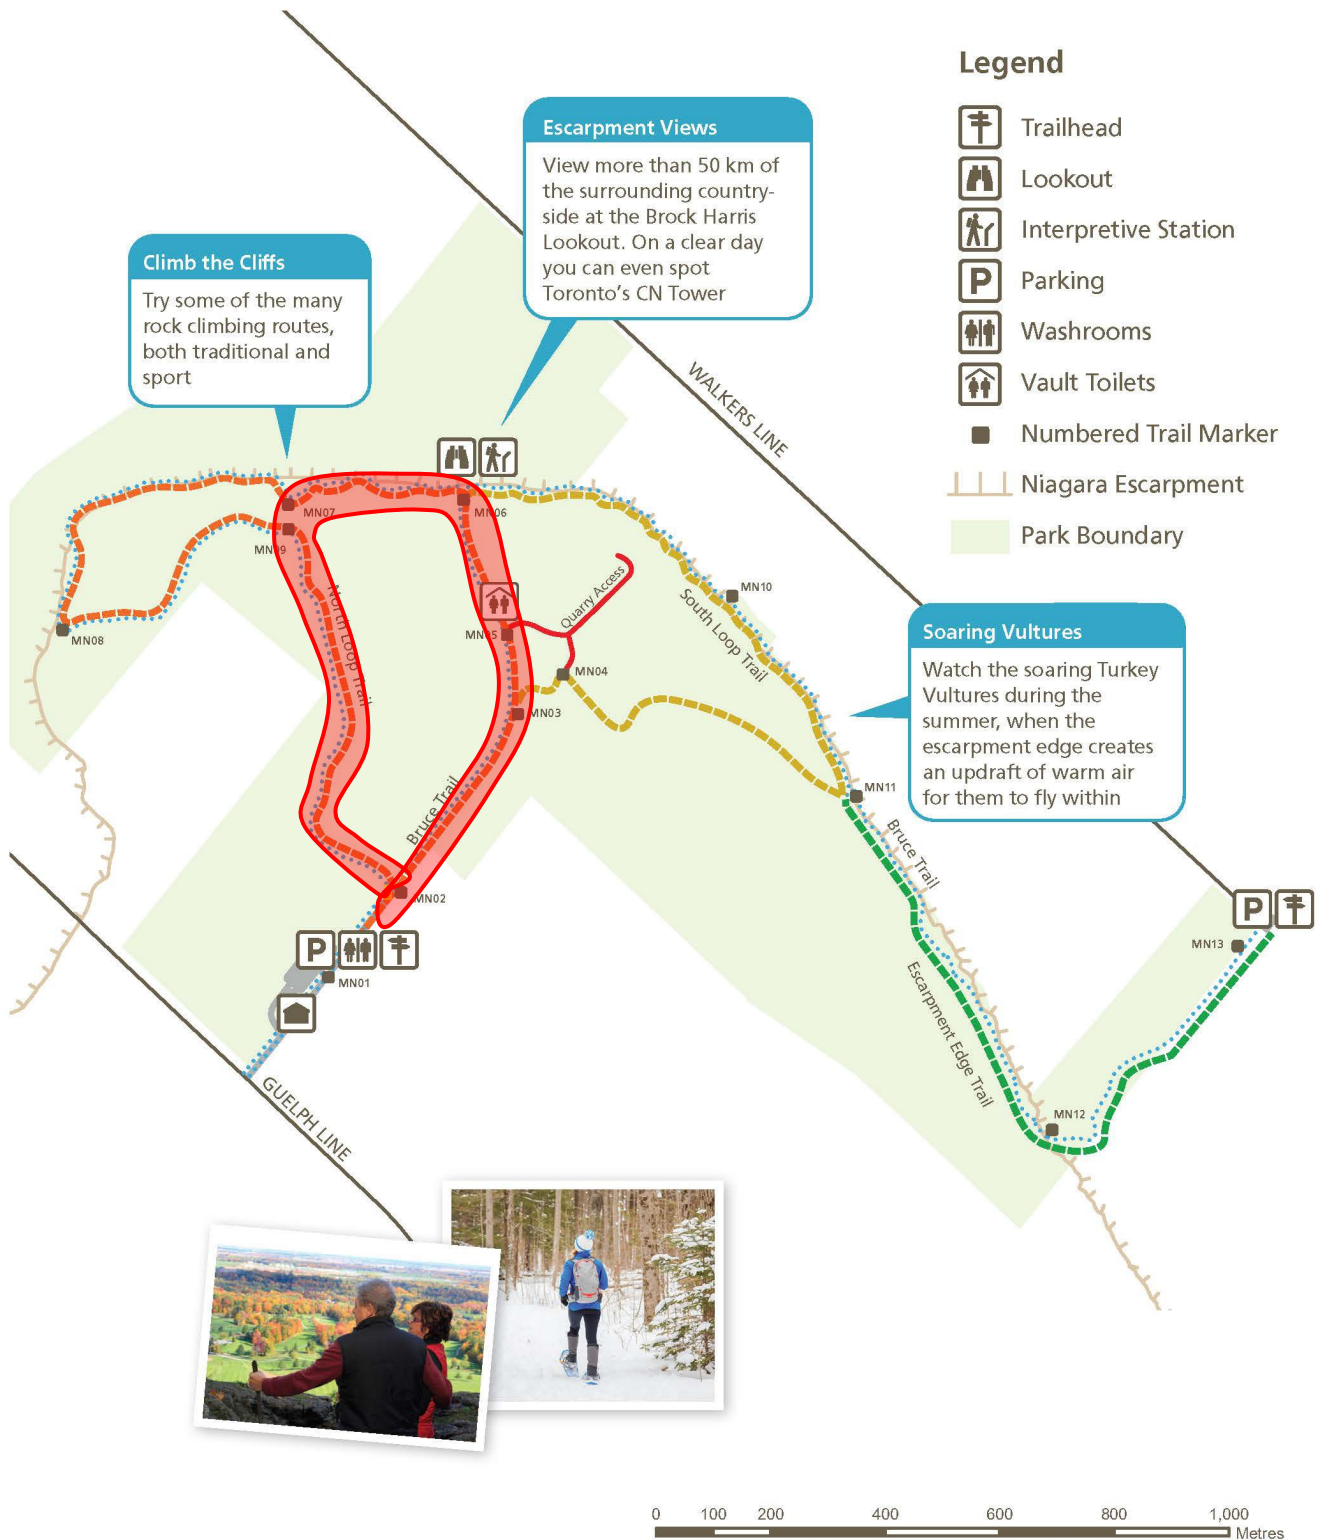 Legend
Trailhead
Lookout
Interpretive Station
P
Parking
Washrooms
Vault Toilets
Numbered Trail Marker
Niagara Escarpment
Park Boundary
Escarpment Views
View more than 50 km of
the surrounding country-
side at the Brock Harris
Lookout. On a clear day
you can even spot
Toronto's CN Tower
Climb the Cliffs
Try some of the many
rock climbing routes,
both traditional and
sport
WALKERS LINE
MN07
MN06
MN09
MN10
Quarry Access
South Loop Trail
North Loop Trail
MN08
MN05
MN04
MN03
Soaring Vultures
Watch the soaring Turkey
Vultures during the
summer, when the
escarpment edge creates
an updraft of warm air
for them to fly within
MN11
Bruce Trail
Bruce Trail
MN02
P
P
MN13
MN01
Escarpment Edge Trail
MN12
GUELPH LINE
0 100 200 400 600 800 1,000
Metres